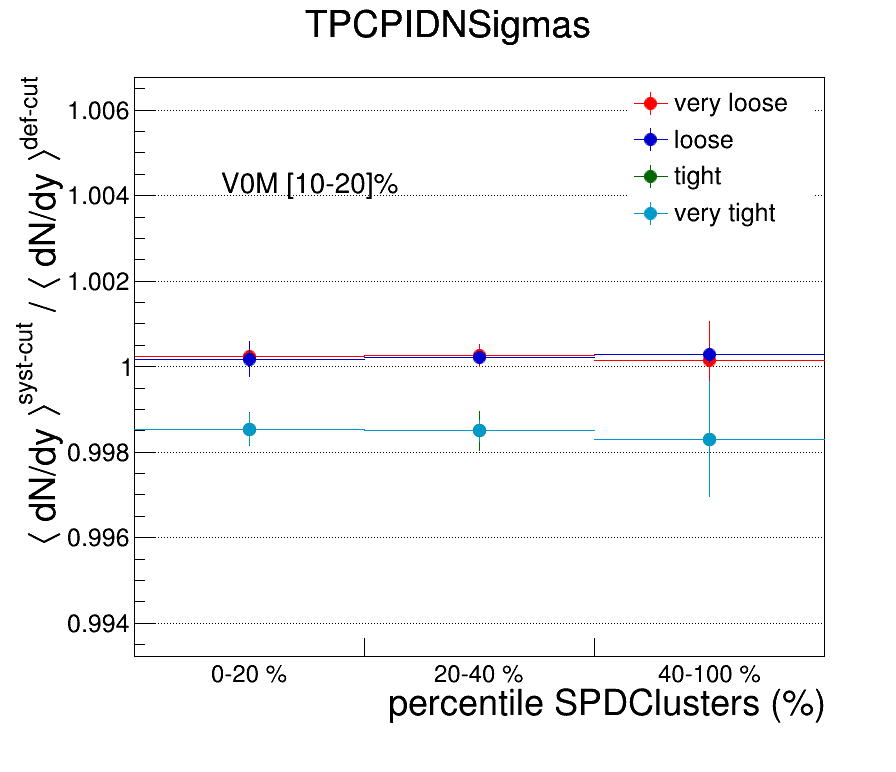 TPCPIDNSigmas
⟨ dN/dy ⟩^syst-cut / ⟨ dN/dy ⟩^def-cut
1.006
1.004
1.002
1
0.998
0.996
0.994
V0M [10-20]%
very loose
loose
tight
very tight
0-20 %
20-40 %
40-100 %
percentile SPDClusters (%)